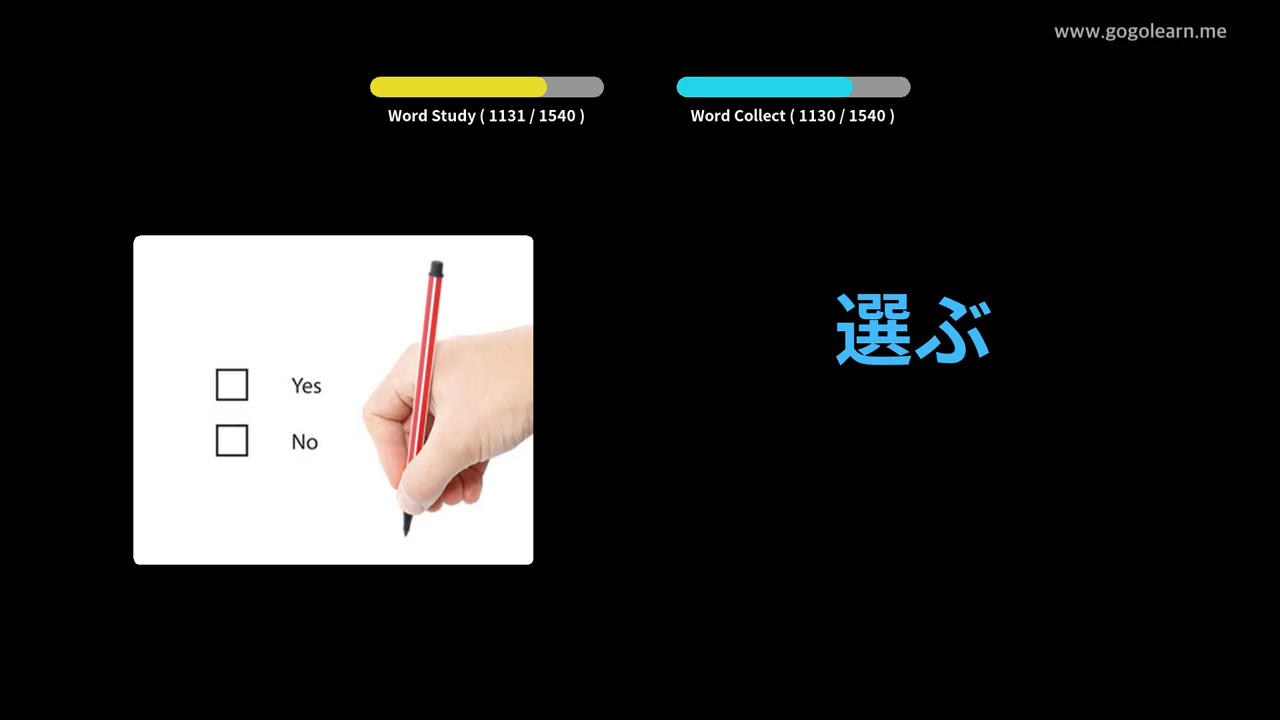 www.gogolearn.me
Word Study ( 1131 / 1540 )
Word Collect ( 1130 / 1540 )
選ぶ
Yes
No